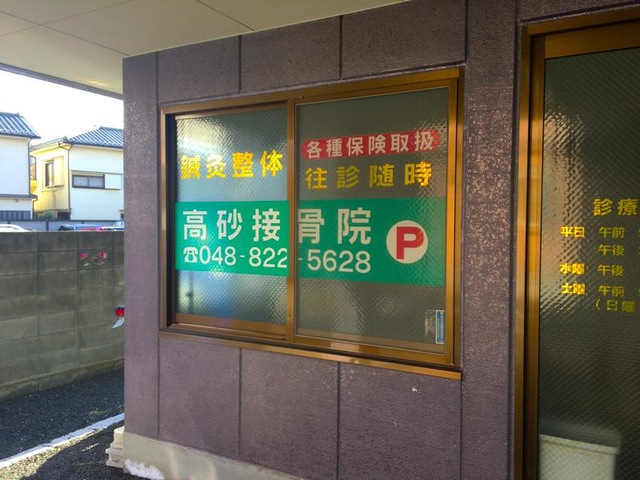 鍼灸整体
各種保険取扱
往診随時
高砂接骨院
☎048-822-5628
P
診療
平日 午前
午後
水曜 午後
土曜 午前
(日曜